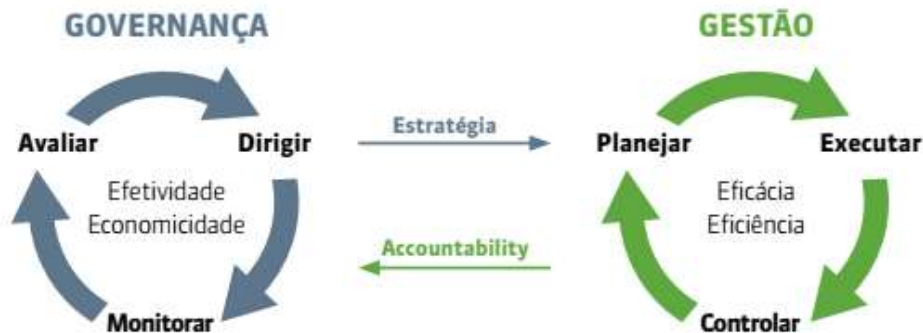 GOVERNANÇA
GESTÃO
Avaliar
Dirigir
Estratégia
Planejar
Executar
Efetividade
Economicidade
Eficácia
Eficiência
Accountability
Monitorar
Controlar